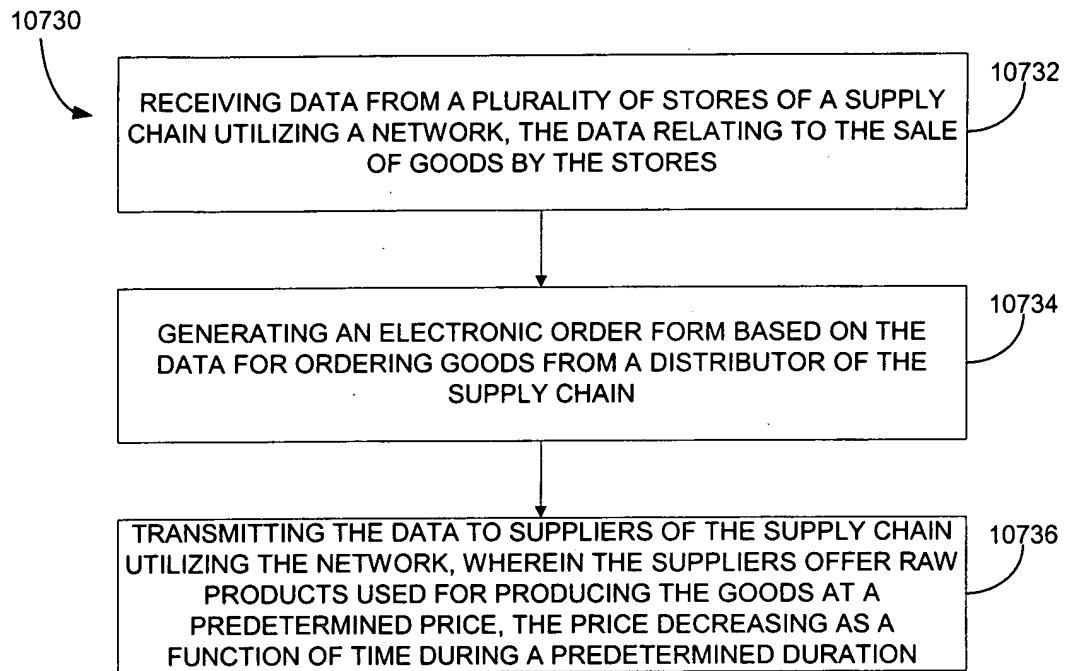 10730
10732
RECEIVING DATA FROM A PLURALITY OF STORES OF A SUPPLY
CHAIN UTILIZING A NETWORK, THE DATA RELATING TO THE SALE
OF GOODS BY THE STORES
10734
GENERATING AN ELECTRONIC ORDER FORM BASED ON THE
DATA FOR ORDERING GOODS FROM A DISTRIBUTOR OF THE
SUPPLY CHAIN
10736
TRANSMITTING THE DATA TO SUPPLIERS OF THE SUPPLY CHAIN
UTILIZING THE NETWORK, WHEREIN THE SUPPLIERS OFFER RAW
PRODUCTS USED FOR PRODUCING THE GOODS AT A
PREDETERMINED PRICE, THE PRICE DECREASING AS A
FUNCTION OF TIME DURING A PREDETERMINED DURATION